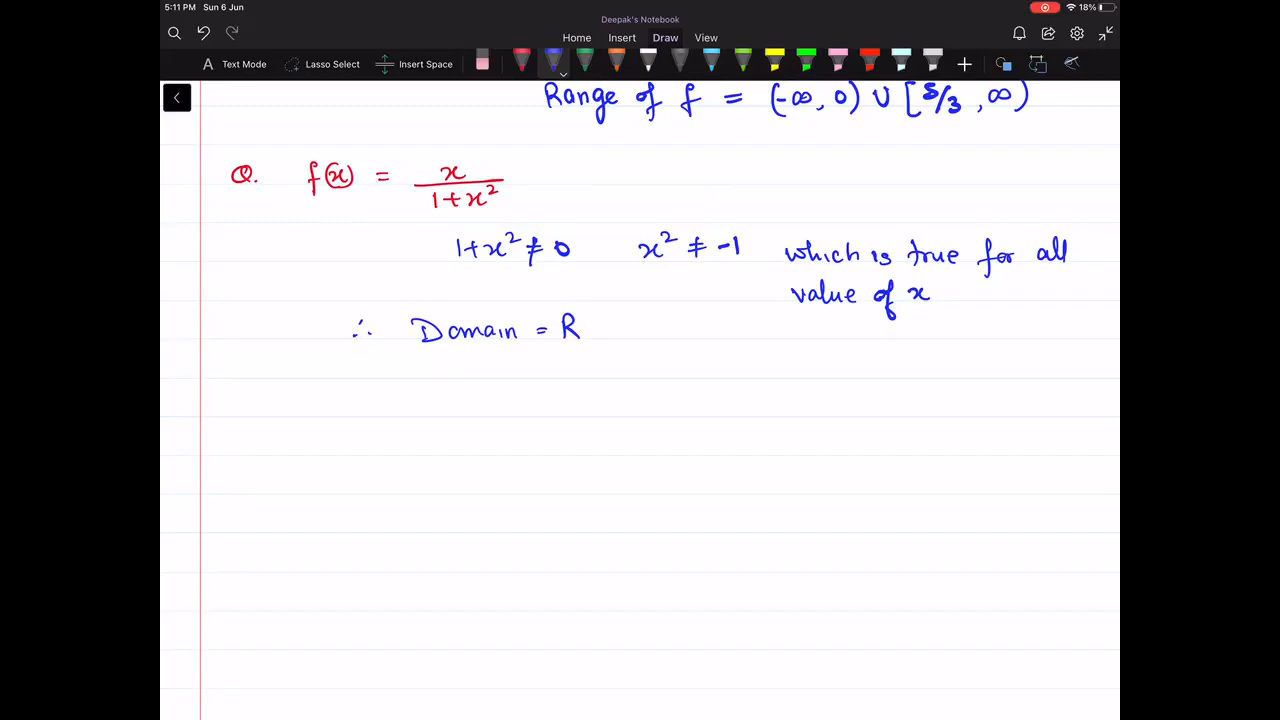 5:11 PM Sun 6 Jun
18%
Deepak's Notebook
Home Insert Draw View
Text Mode Lasso Select Insert Space
Range of f = (-∞, 0) ∪ [5/3, ∞)
Q. f(x) = x / (1+x²)
1+x² ≠ 0 x² ≠ -1 which is true for all
value of x
∴ Domain = R